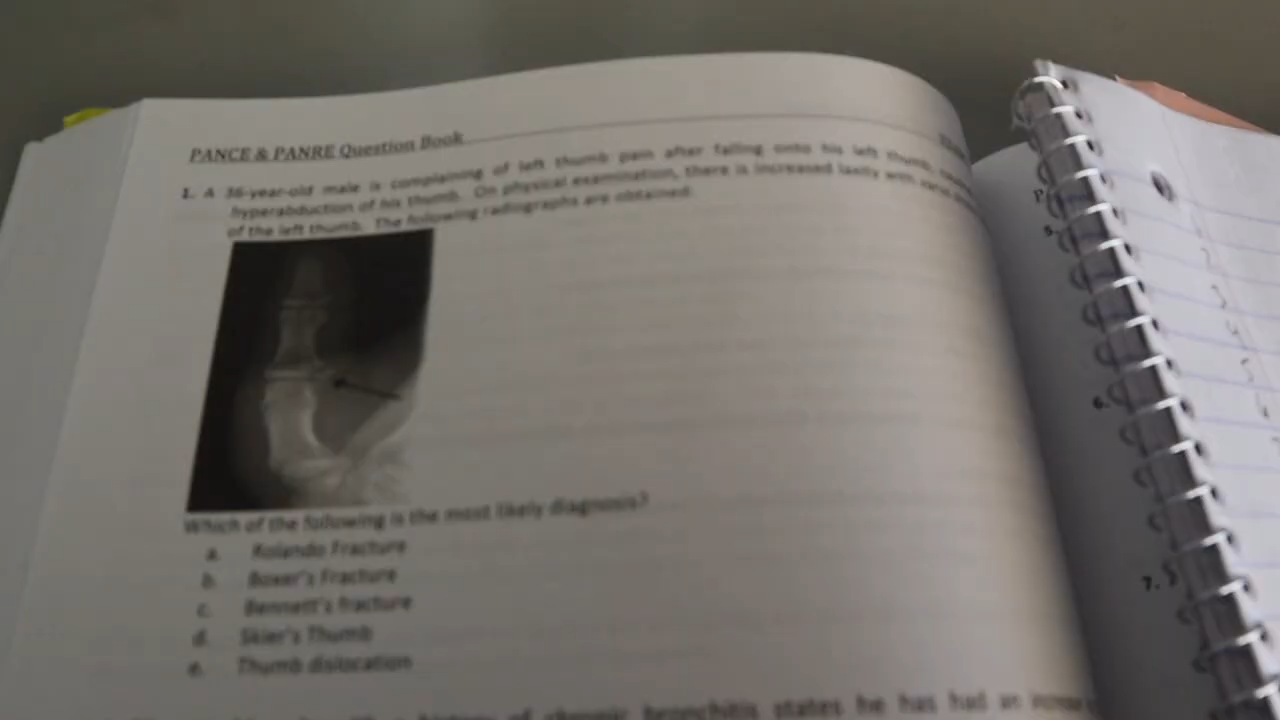 PANCE & PANRE Question Book
1. A 36-year-old male is complaining of left thumb pain after falling onto his left thumb,
hyperabduction of his thumb. On physical examination, there is increased laxity with
of the left thumb. The following radiographs are obtained:
Which of the following is the most likely diagnosis?
a. Rolando Fracture
b. Boxer's Fracture
c. Bennett's fracture
d. Skier's Thumb
e. Thumb dislocation
history of chronic bronchitis states he has had an
5.
6.
7.